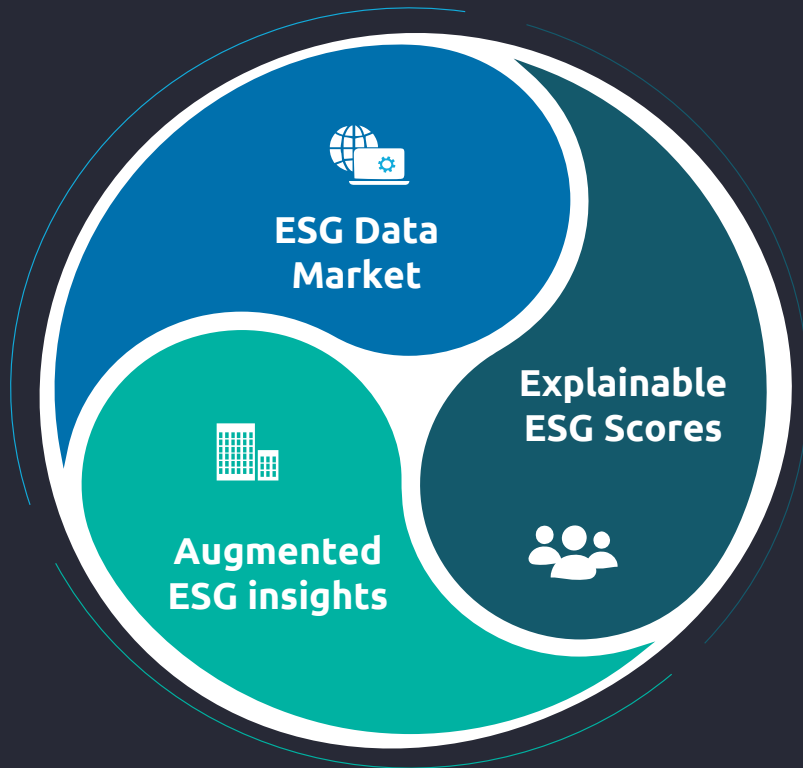 ESG Data
Market
Explainable
ESG Scores
Augmented
ESG insights